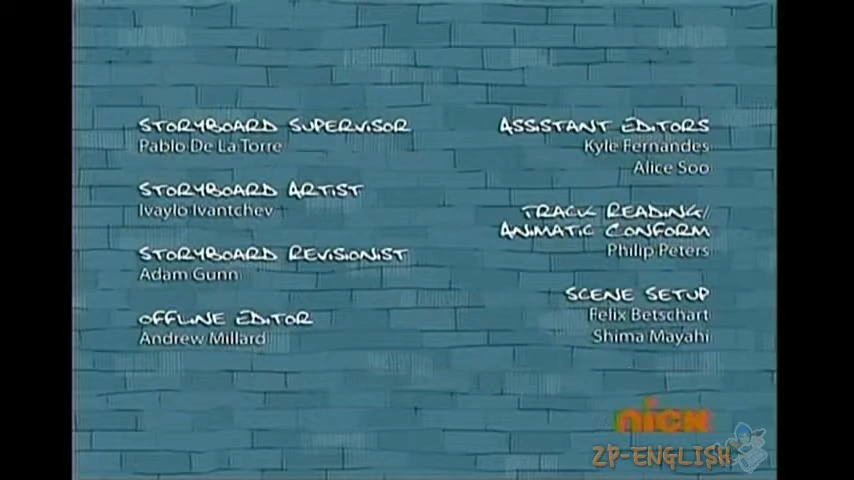 STORYBOARD SUPERVISOR
Pablo De La Torre
STORYBOARD ARTIST
Ivaylo Ivantchev
STORYBOARD REVISIONIST
Adam Gunn
OFFLINE EDITOR
Andrew Millard
ASSISTANT EDITORS
Kyle Fernandes
Alice Soo
TRACK READING/
ANIMATIC CONFORM
Philip Peters
SCENE SETUP
Felix Betschart
Shima Mayahi
nick
ZP-ENGLISH